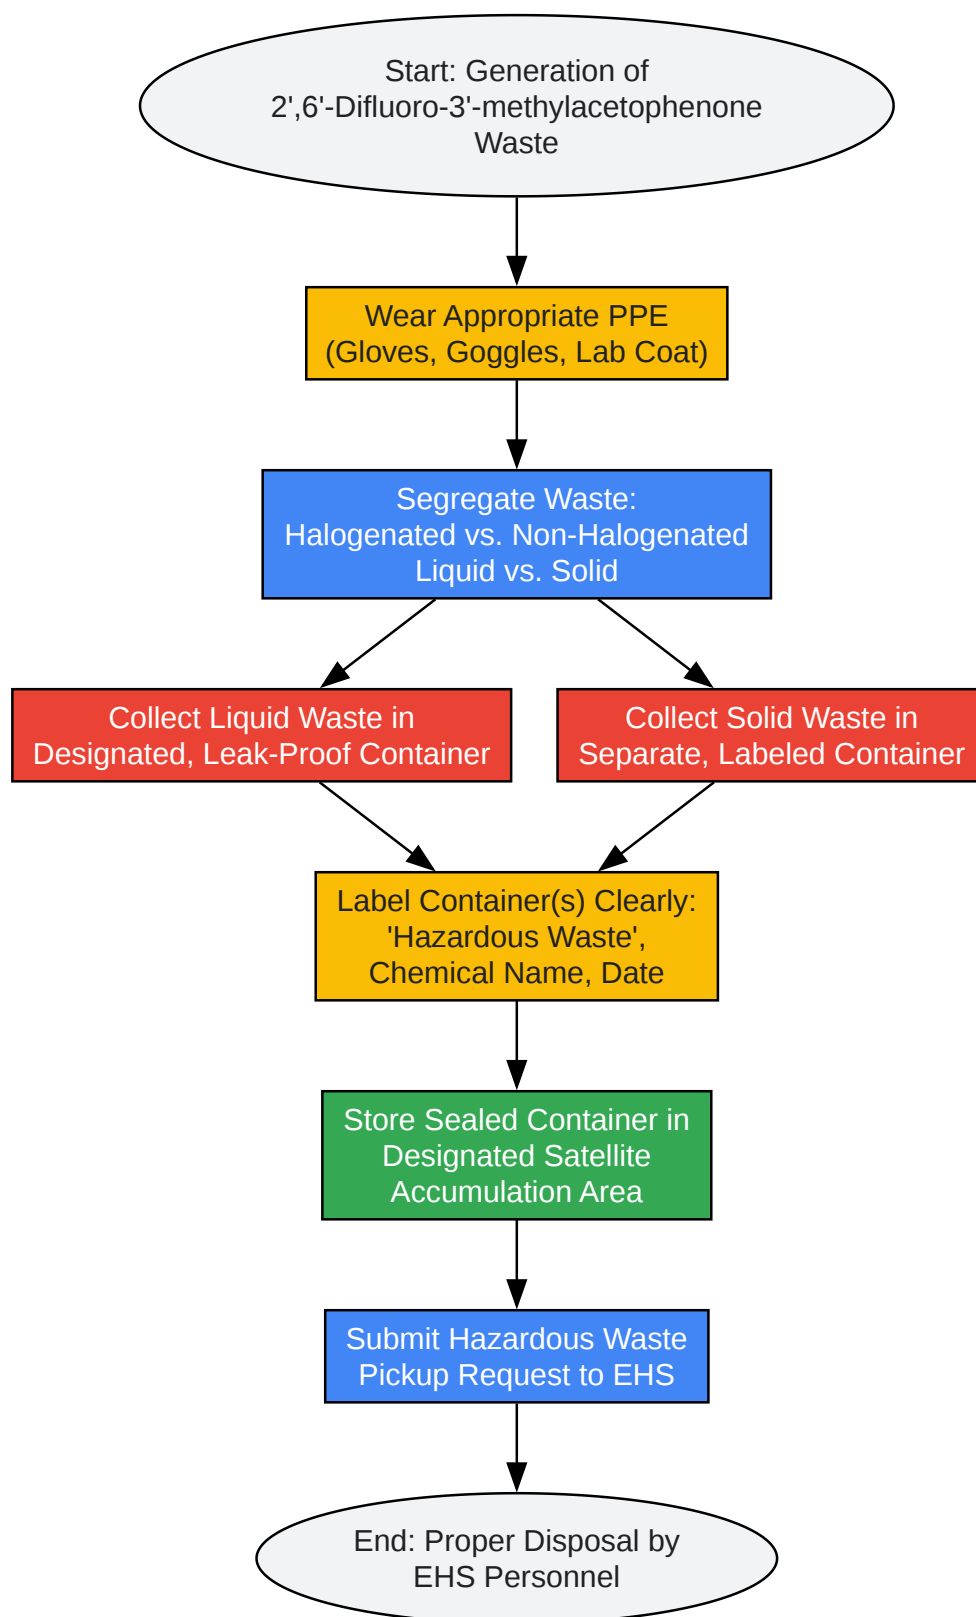 Start: Generation of
2',6'-Difluoro-3'-methylacetophenone
Waste
Wear Appropriate PPE
(Gloves, Goggles, Lab Coat)
Segregate Waste:
Halogenated vs. Non-Halogenated
Liquid vs. Solid
Collect Liquid Waste in
Designated, Leak-Proof Container
Collect Solid Waste in
Separate, Labeled Container
Label Container(s) Clearly:
'Hazardous Waste',
Chemical Name, Date
Store Sealed Container in
Designated Satellite
Accumulation Area
Submit Hazardous Waste
Pickup Request to EHS
End: Proper Disposal by
EHS Personnel